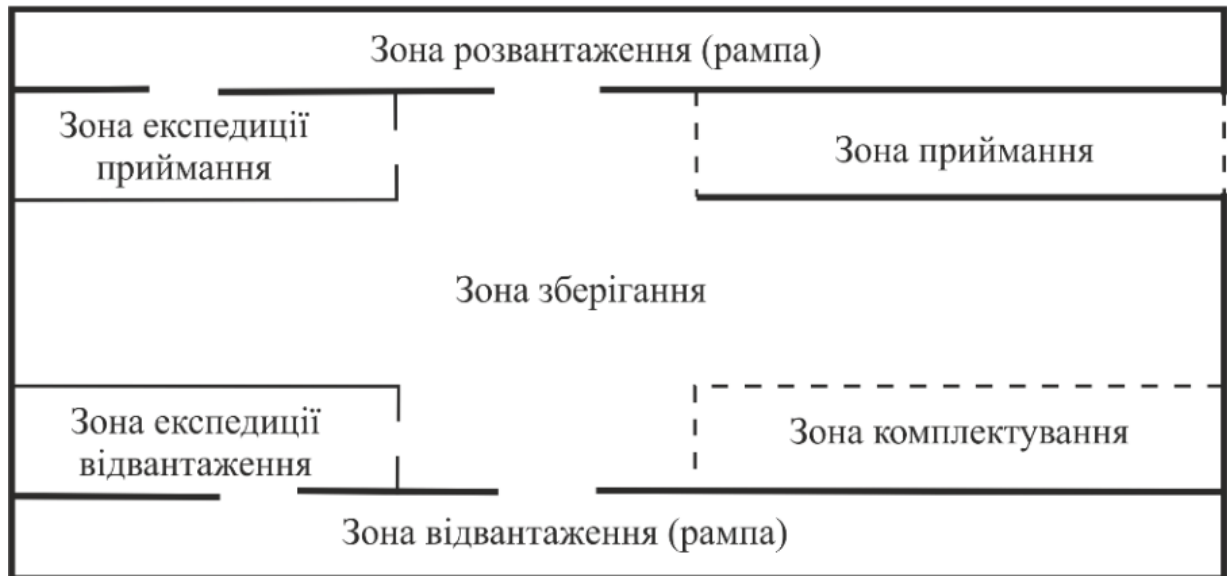 Зона розвантаження (рампа)
Зона експедиції
приймання
Зона приймання
Зона зберігання
Зона експедиції
відвантаження
Зона комплектування
Зона відвантаження (рампа)